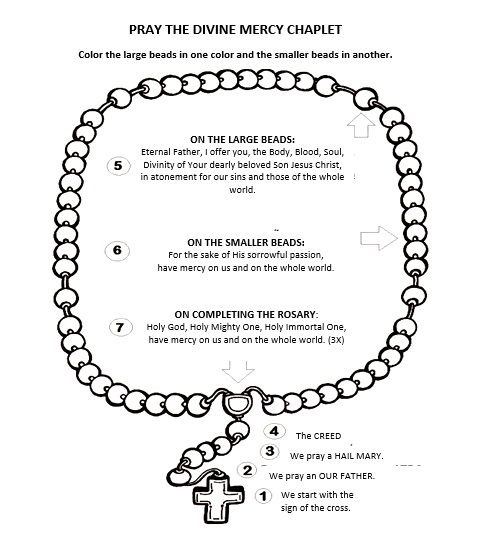 PRAY THE DIVINE MERCY CHAPLET
Color the large beads in one color and the smaller beads in another.
ON THE LARGE BEADS:
5
Eternal Father, I offer you, the Body, Blood, Soul,
Divinity of Your dearly beloved Son Jesus Christ,
in atonement for our sins and those of the whole
world.
6
ON THE SMALLER BEADS:
For the sake of His sorrowful passion,
have mercy on us and on the whole world.
7
ON COMPLETING THE ROSARY:
Holy God, Holy Mighty One, Holy Immortal One,
have mercy on us and on the whole world. (3X)
4 The CREED
3 We pray a HAIL MARY.
2 We pray an OUR FATHER.
1 We start with the
sign of the cross.